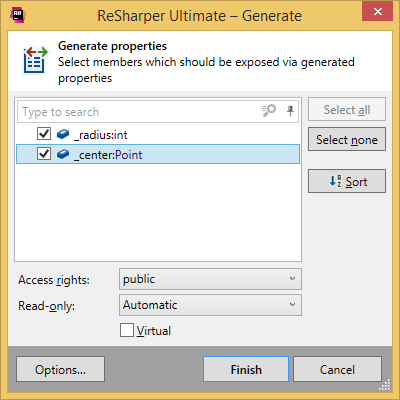 ReSharper Ultimate – Generate
Generate properties
Select members which should be exposed via generated
properties
Type to search
Select all
_radius:int
Select none
_center:Point
Sort
Access rights:
public
Read-only:
Automatic
Virtual
Options...
Finish
Cancel